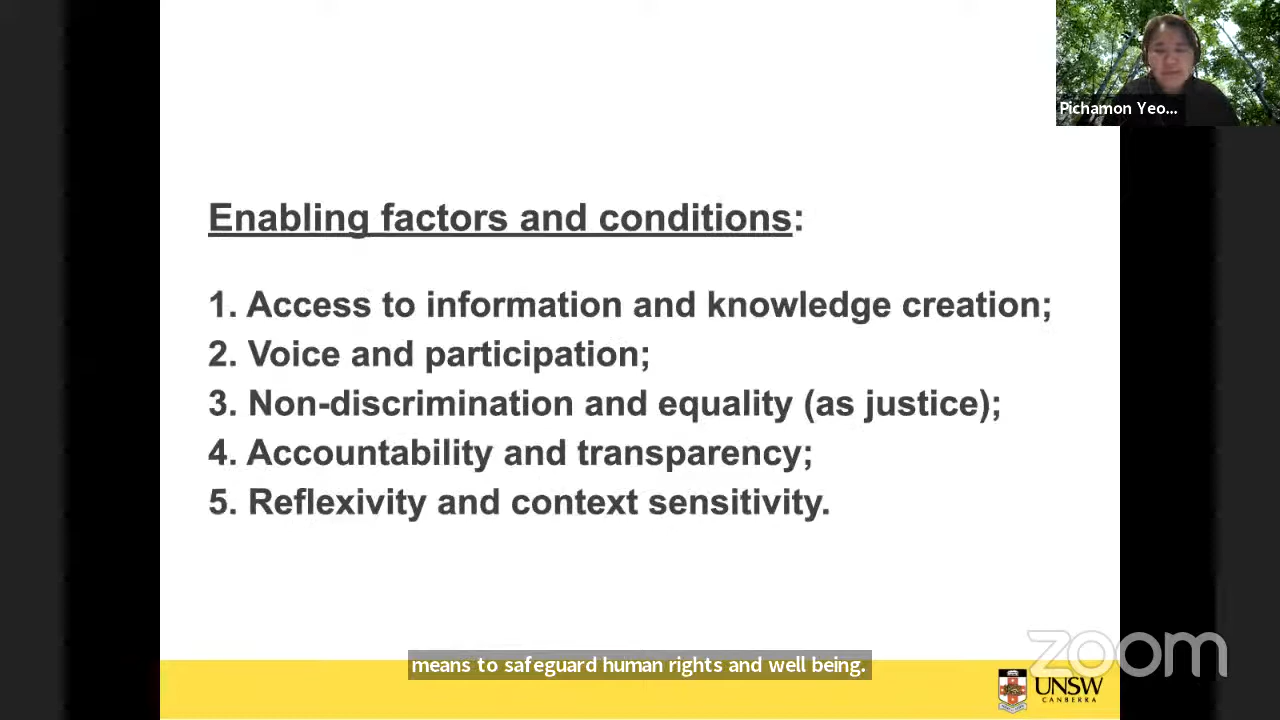 Pichamon Yeo...
Enabling factors and conditions:
1. Access to information and knowledge creation;
2. Voice and participation;
3. Non-discrimination and equality (as justice);
4. Accountability and transparency;
5. Reflexivity and context sensitivity.
means to safeguard human rights and well being.
zoom
UNSW
CANBERRA